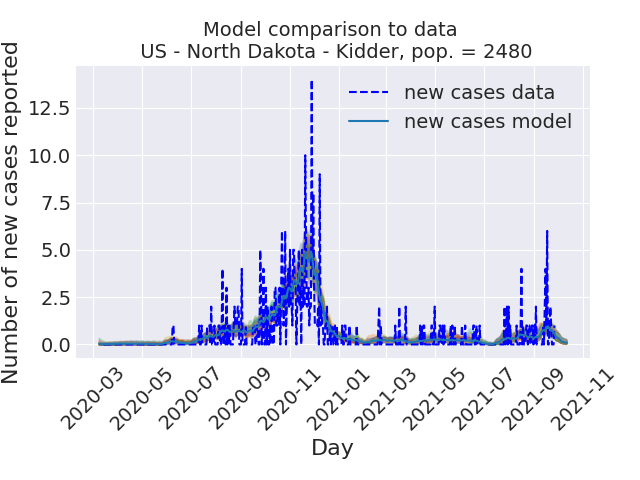 Model comparison to data
US - North Dakota - Kidder, pop. = 2480
Number of new cases reported
12.5
10.0
7.5
5.0
2.5
0.0
new cases data
new cases model
2020-03
2020-05
2020-07
2020-09
2020-11
2021-01
2021-03
2021-05
2021-07
2021-09
2021-11
Day